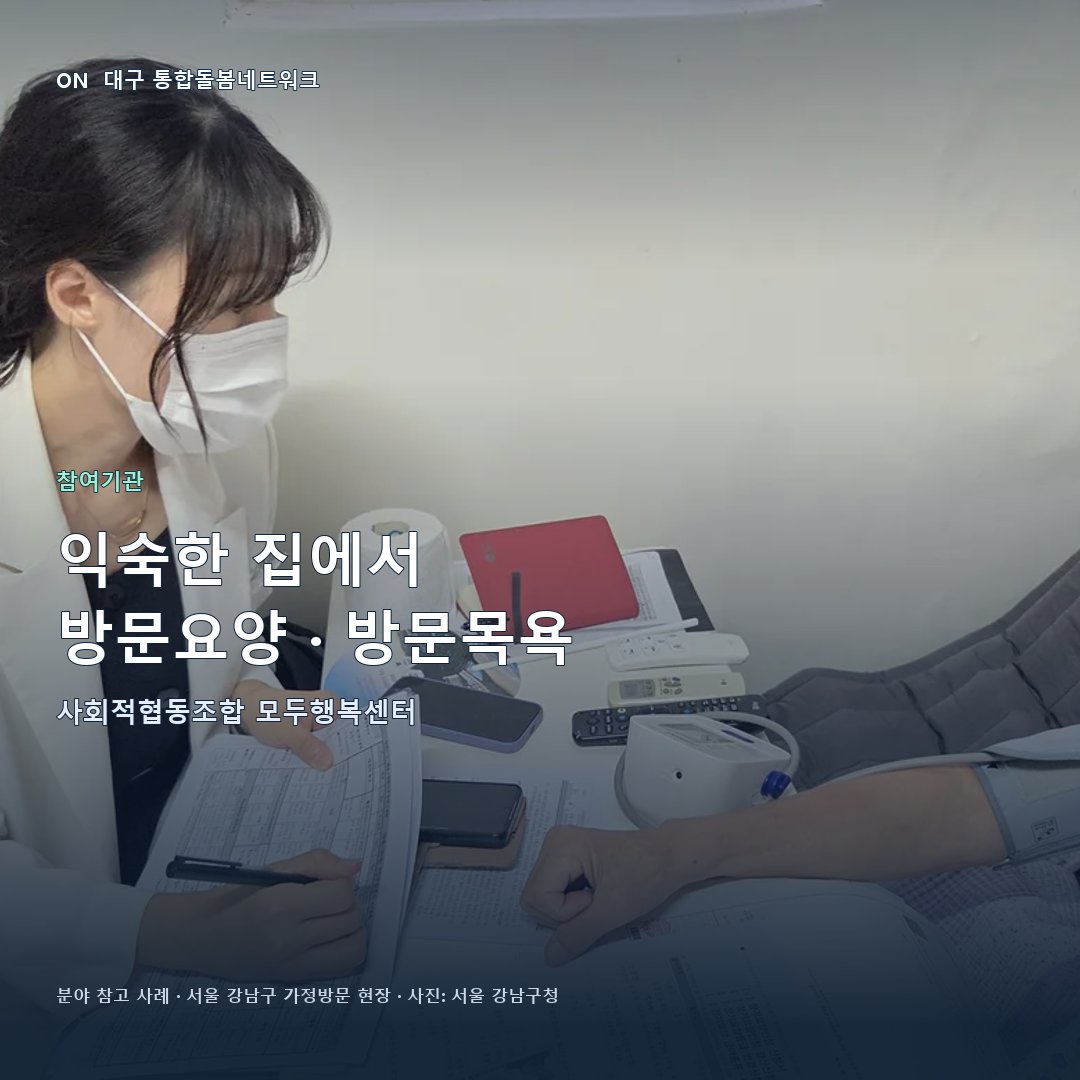 ON 대구 통합돌봄네트워크
참여기관
익숙한 집에서
방문요양 · 방문목욕
사회적협동조합 모두행복센터
분야 참고 사례 · 서울 강남구 가정방문 현장 · 사진: 서울 강남구청